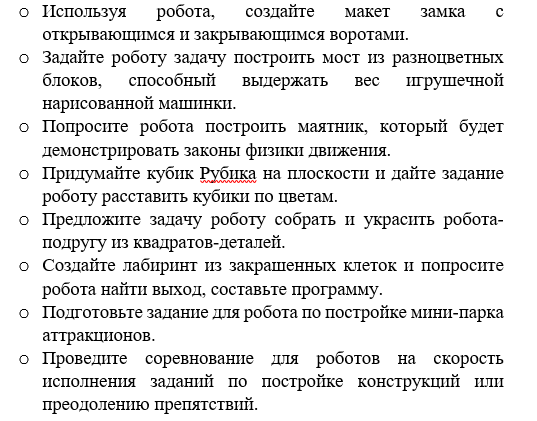 o Используя робота, создайте макет замка с
открывающимся и закрывающимся воротами.
o Задайте роботу задачу построить мост из разноцветных
блоков, способный выдержать вес игрушечной
нарисованной машинки.
o Попросите робота построить маятник, который будет
демонстрировать законы физики движения.
o Придумайте кубик Рубика на плоскости и дайте задание
роботу расставить кубики по цветам.
o Предложите задачу роботу собрать и украсить робота-
подругу из квадратов-деталей.
o Создайте лабиринт из закрашенных клеток и попросите
робота найти выход, составьте программу.
o Подготовьте задание для робота по постройке мини-парка
аттракционов.
o Проведите соревнование для роботов на скорость
исполнения заданий по постройке конструкций или
преодолению препятствий.